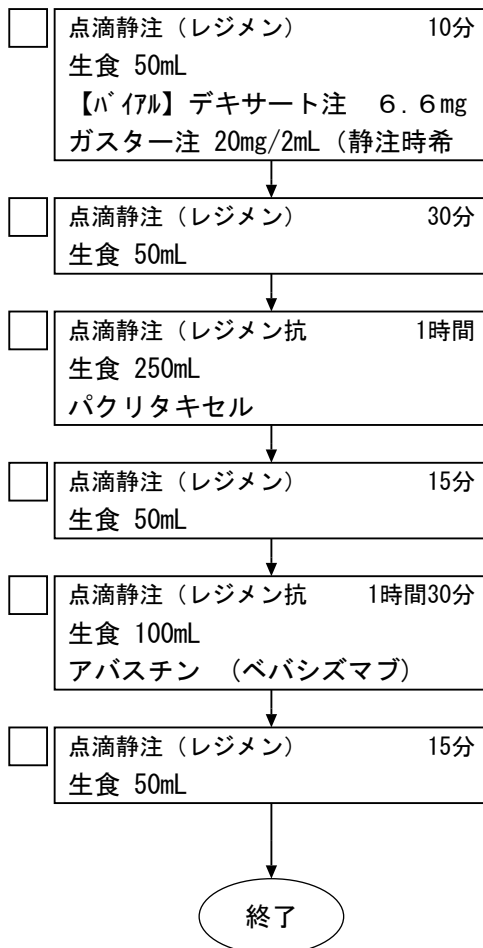 点滴静注（レジメン） 10分
生食 50mL
【ﾊﾞｲｱﾙ】デキサート注 ６.６mg
ガスター注 20mg/2mL（静注時希
点滴静注（レジメン） 30分
生食 50mL
点滴静注（レジメン抗 1時間
生食 250mL
パクリタキセル
点滴静注（レジメン） 15分
生食 50mL
点滴静注（レジメン抗 1時間30分
生食 100mL
アバスチン （ベバシズマブ）
点滴静注（レジメン） 15分
生食 50mL
終了